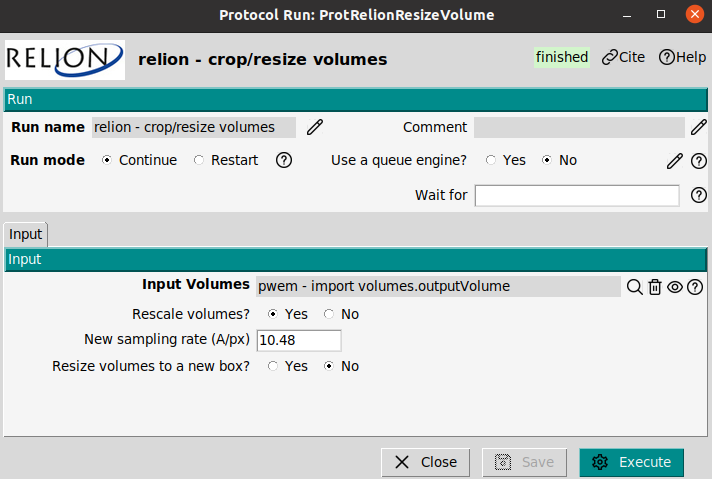 Protocol Run: ProtRelionResizeVolume
RELION relion - crop/resize volumes finished Cite Help
Run
Run name relion - crop/resize volumes Comment
Run mode Continue Restart Use a queue engine? Yes No
Wait for
Input
Input
Input Volumes pwem - import volumes.outputVolume
Rescale volumes? Yes No
New sampling rate (A/px) 10.48
Resize volumes to a new box? Yes No
Close Save Execute